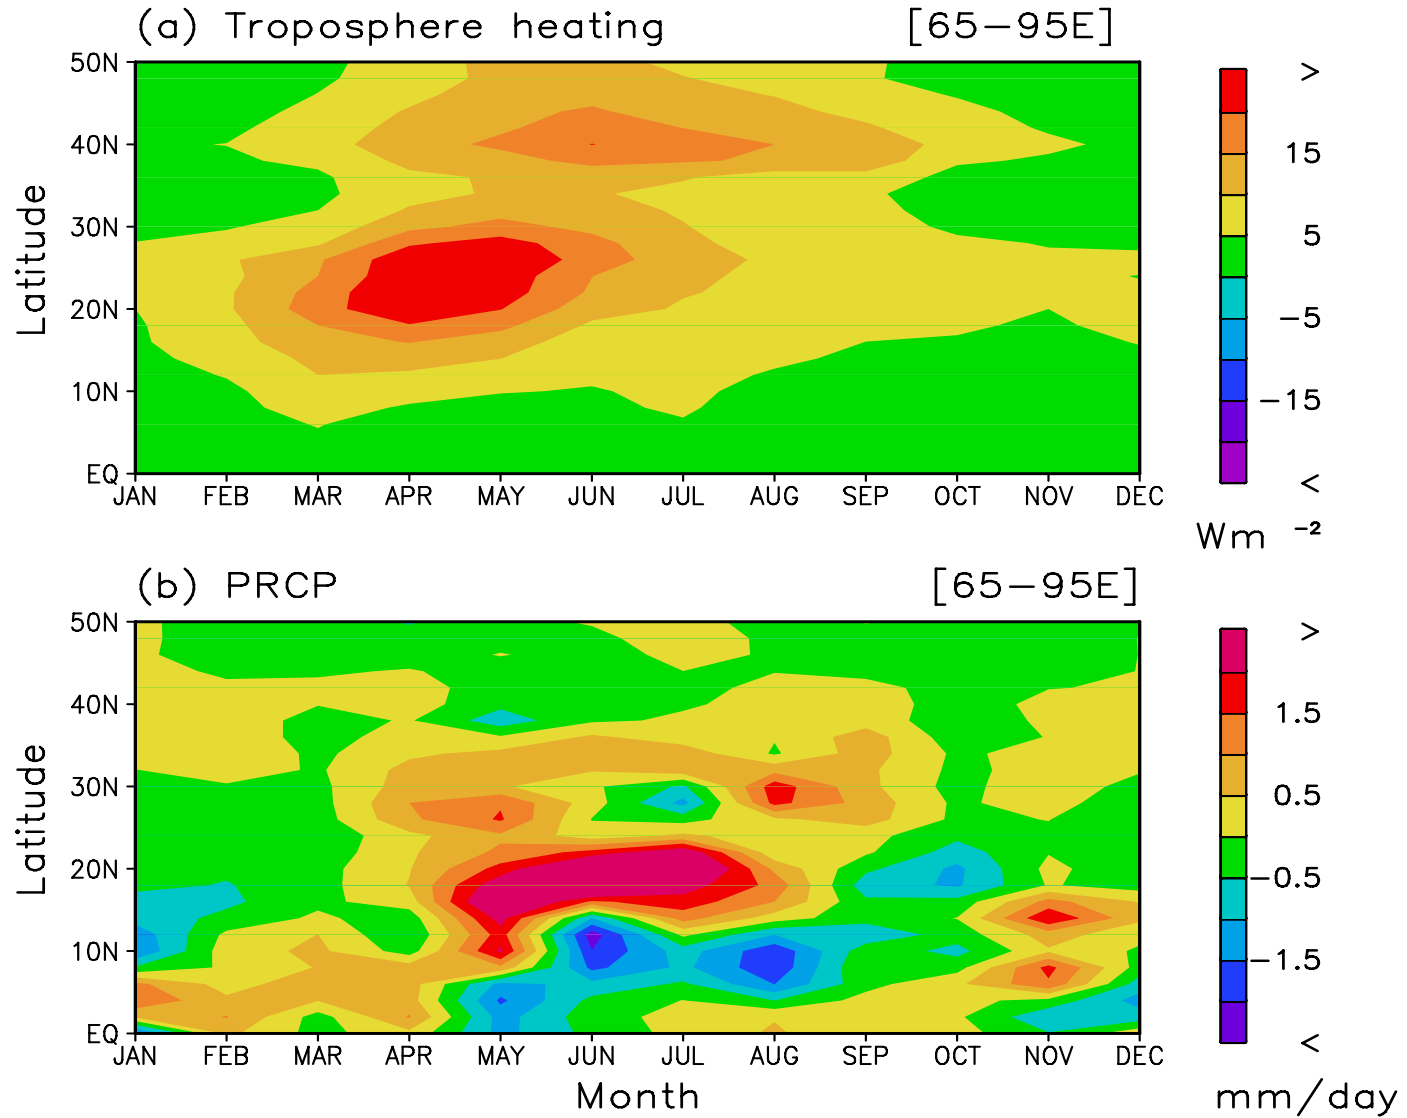 (a) Troposphere heating [65−95E]
50N
40N
30N
20N
10N
EQ
Latitude
JAN FEB MAR APR MAY JUN JUL AUG SEP OCT NOV DEC
>
15
5
−5
−15
<
Wm −2
(b) PRCP [65−95E]
50N
40N
30N
20N
10N
EQ
Latitude
JAN FEB MAR APR MAY JUN JUL AUG SEP OCT NOV DEC
Month
>
1.5
0.5
−0.5
−1.5
<
mm/day